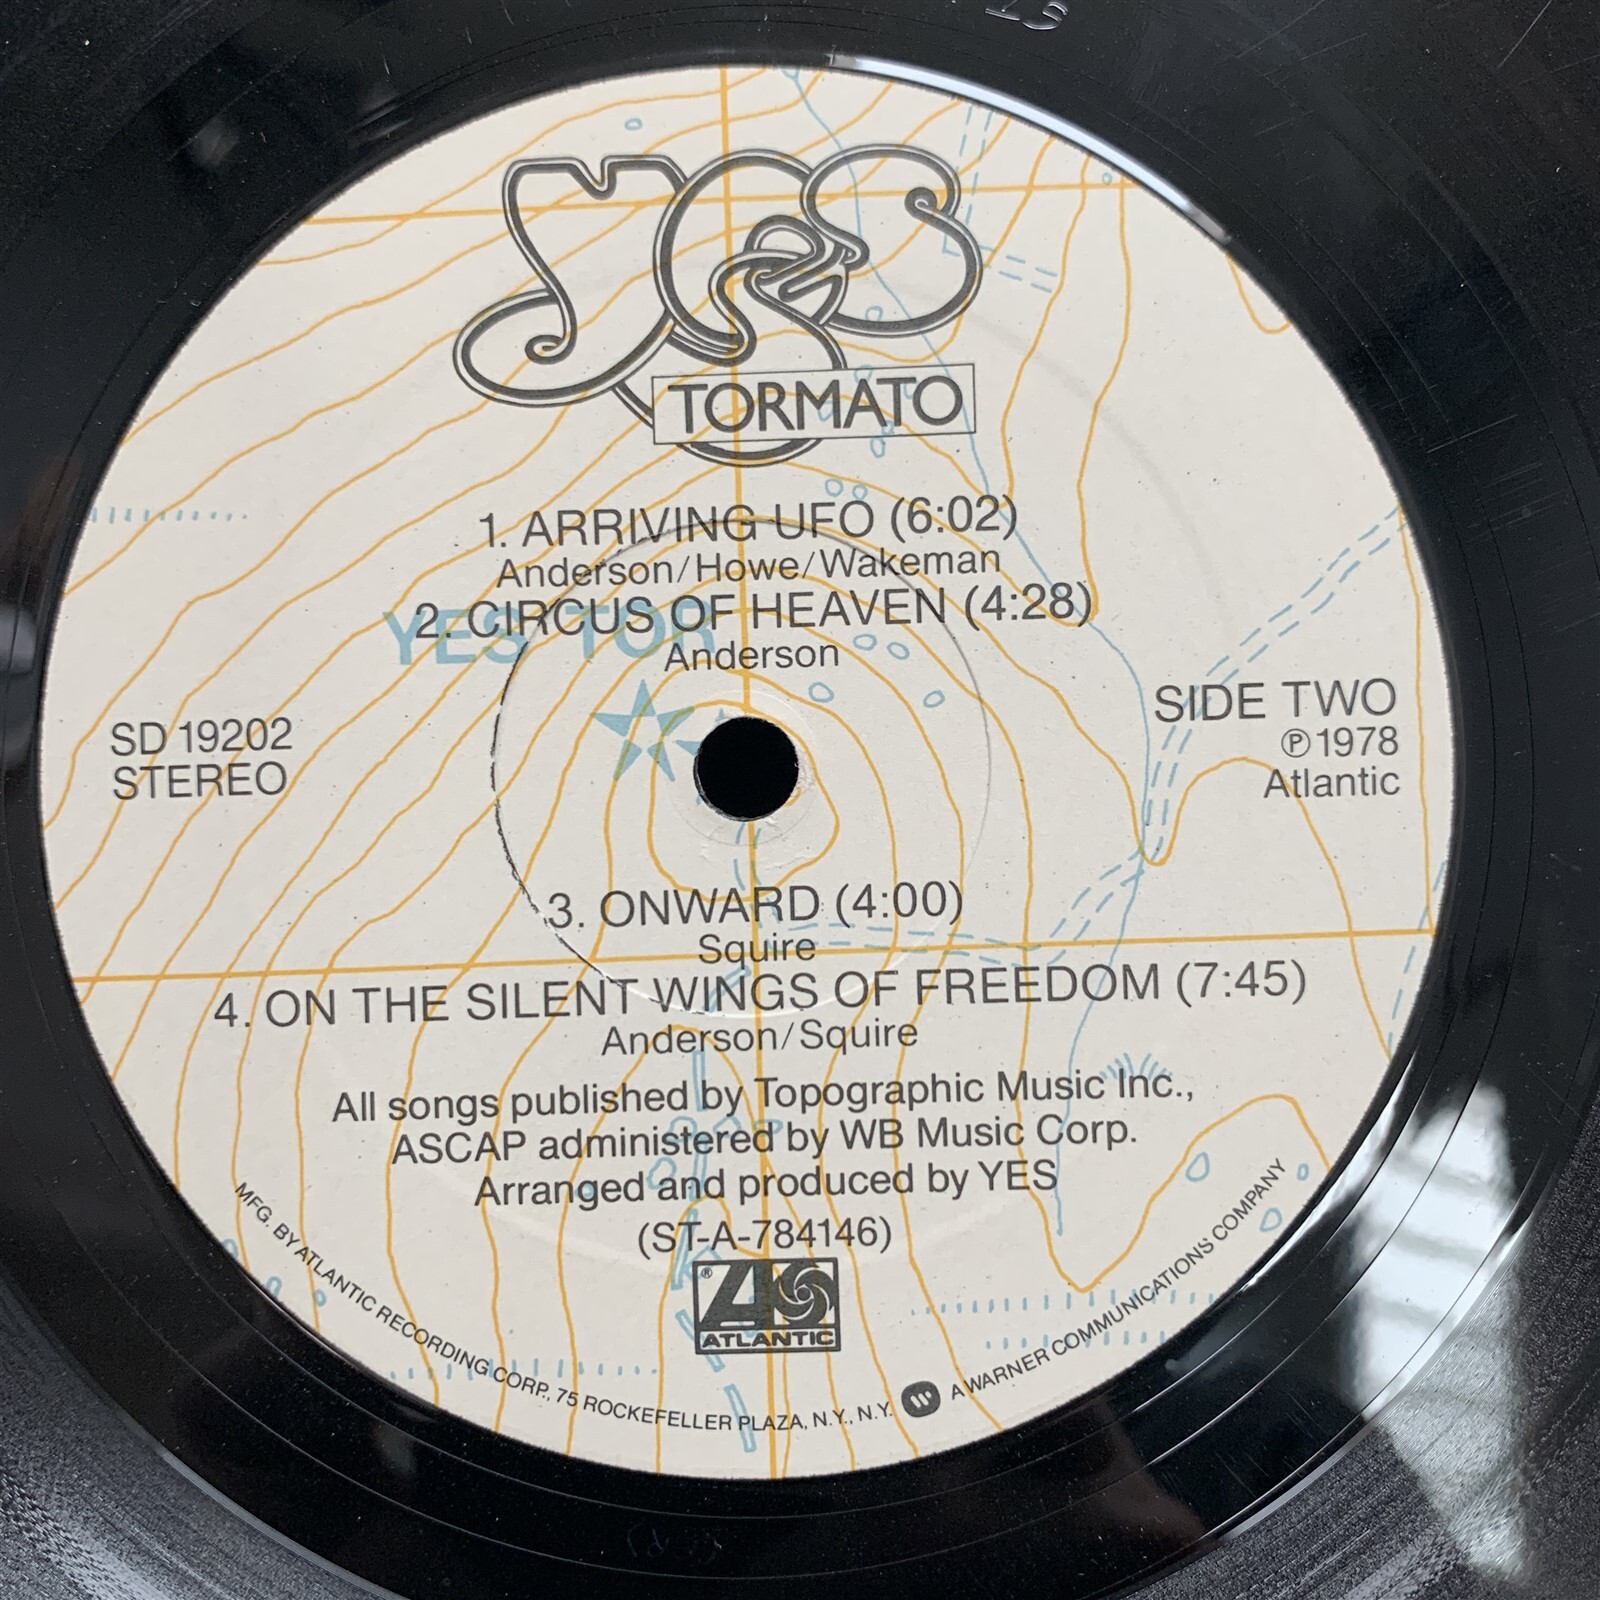 YES
TORMATO
1. ARRIVING UFO (6:02)
Anderson/Howe/Wakeman
2. CIRCUS OF HEAVEN (4:28)
Anderson
YES TOR
SD 19202
STEREO
SIDE TWO
℗1978
Atlantic
3. ONWARD (4:00)
Squire
4. ON THE SILENT WINGS OF FREEDOM (7:45)
Anderson/Squire
All songs published by Topographic Music Inc.,
ASCAP administered by WB Music Corp.
Arranged and produced by YES
(ST-A-784146)
®
ATLANTIC
MFG. BY ATLANTIC RECORDING CORP., 75 ROCKEFELLER PLAZA, N.Y., N.Y. A WARNER COMMUNICATIONS COMPANY